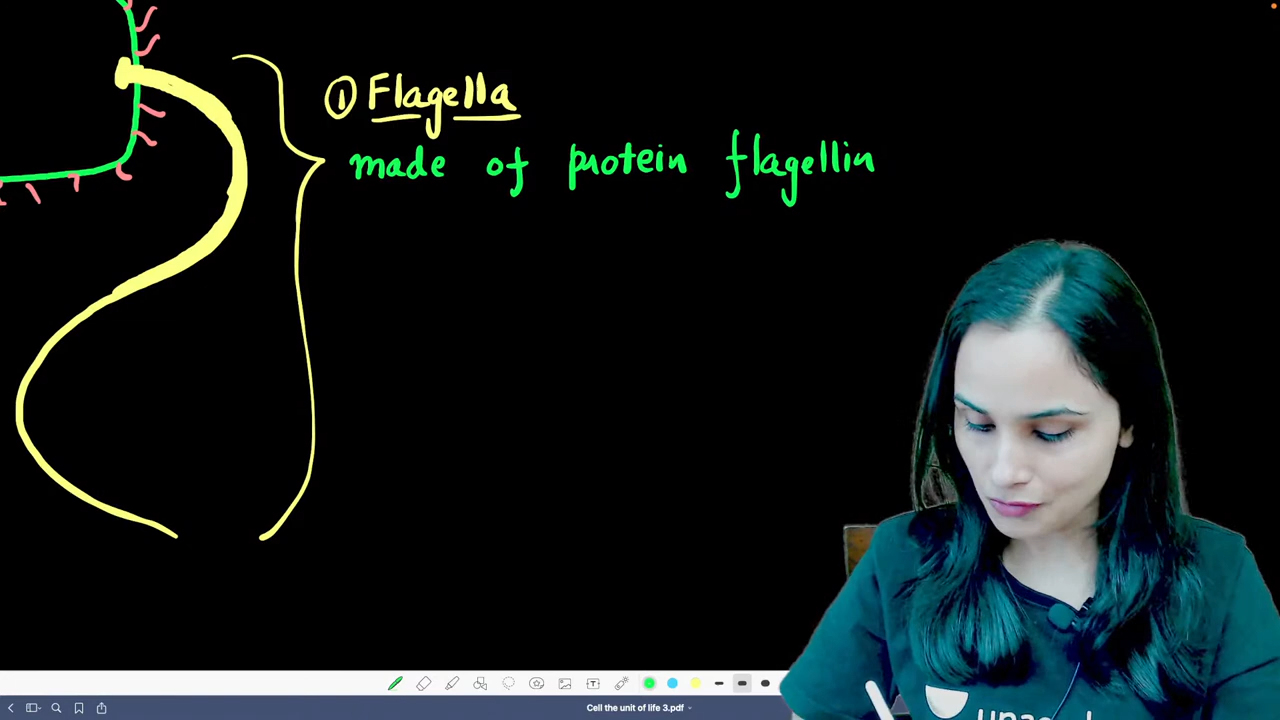 ① Flagella
made of protein flagellin
Cell the unit of life 3.pdf